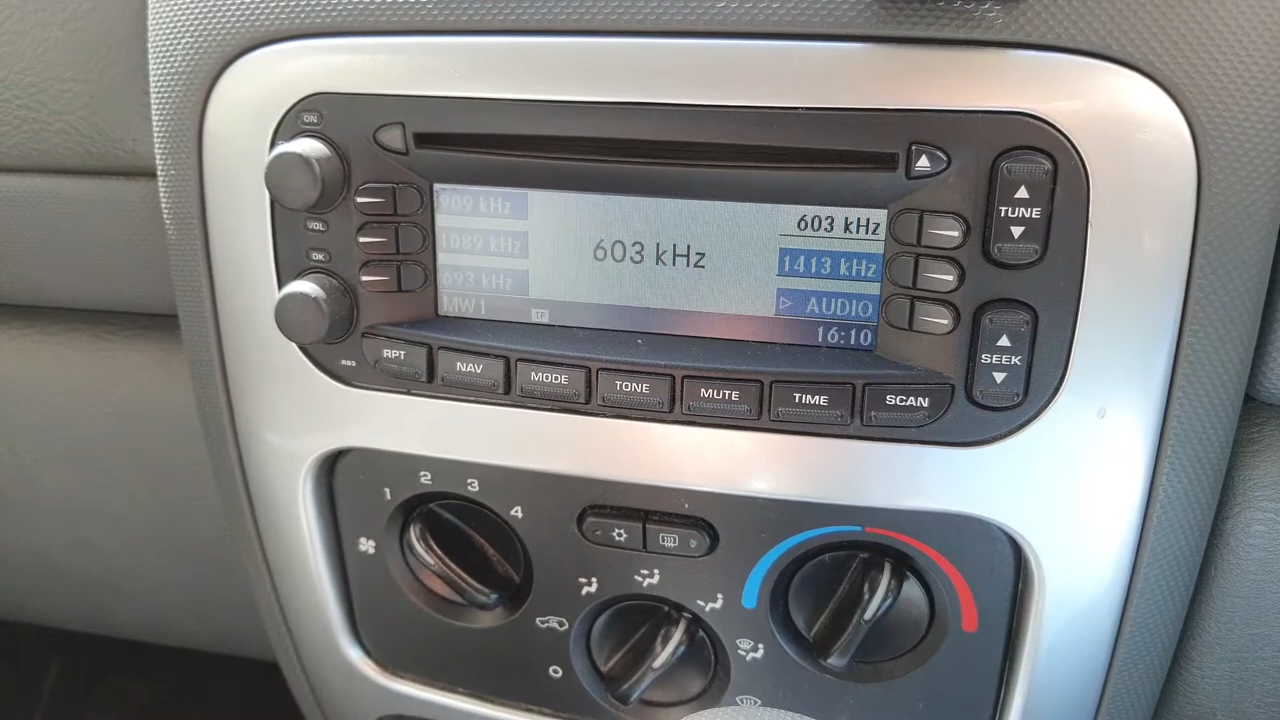 ON
VOL
OK
RB3
909 kHz
1089 kHz
693 kHz
MW1
TP
603 kHz
603 kHz
1413 kHz
AUDIO
16:10
TUNE
SEEK
RPT
NAV
MODE
TONE
MUTE
TIME
SCAN
1 2 3 4
O